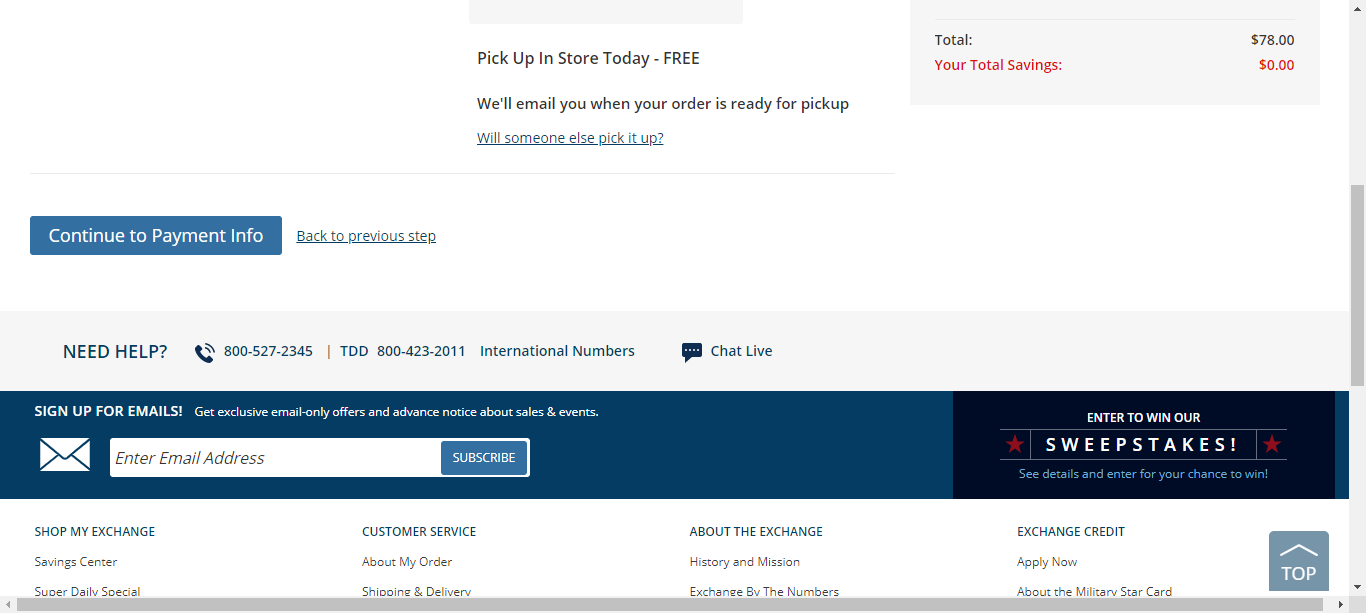 Total: $78.00
Your Total Savings: $0.00
Pick Up In Store Today - FREE
We'll email you when your order is ready for pickup
Will someone else pick it up?
Continue to Payment Info Back to previous step
NEED HELP? 800-527-2345 | TDD 800-423-2011 International Numbers Chat Live
SIGN UP FOR EMAILS! Get exclusive email-only offers and advance notice about sales & events.
Enter Email Address SUBSCRIBE
ENTER TO WIN OUR
SWEEPSTAKES!
See details and enter for your chance to win!
SHOP MY EXCHANGE
Savings Center
Super Daily Special
CUSTOMER SERVICE
About My Order
Shipping & Delivery
ABOUT THE EXCHANGE
History and Mission
Exchange By The Numbers
EXCHANGE CREDIT
Apply Now
About the Military Star Card
TOP